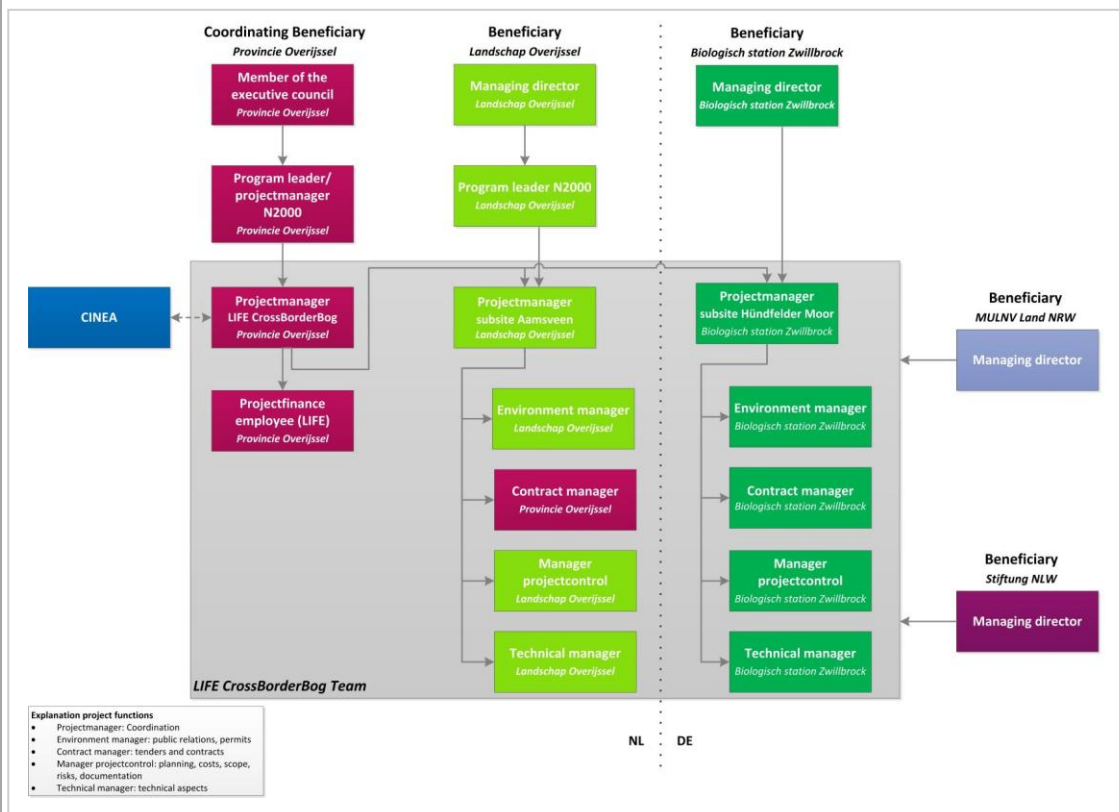 Coordinating Beneficiary
Provincie Overijssel
Beneficiary
Landschap Overijssel
Beneficiary
Biologisch station Zwillbrock
Member of the
executive council
Provincie Overijssel
Managing director
Landschap Overijssel
Managing director
Biologisch station Zwillbrock
Program leader/
projectmanager
N2000
Provincie Overijssel
Program leader N2000
Landschap Overijssel
CINEA
Projectmanager
LIFE CrossBorderBog
Provincie Overijssel
Projectmanager
subsite Aamsveen
Landschap Overijssel
Projectmanager
subsite Hündfelder Moor
Biologisch station Zwillbrock
Beneficiary
MULNV Land NRW
Managing director
Projectfinance
employee (LIFE)
Provincie Overijssel
Environment manager
Landschap Overijssel
Environment manager
Biologisch station Zwillbrock
Contract manager
Provincie Overijssel
Contract manager
Biologisch station Zwillbrock
Manager
projectcontrol
Landschap Overijssel
Manager
projectcontrol
Biologisch station Zwillbrock
Beneficiary
Stiftung NLW
Managing director
Technical manager
Landschap Overijssel
Technical manager
Biologisch station Zwillbrock
LIFE CrossBorderBog Team
NL DE
Explanation project functions
• Projectmanager: Coordination
• Environment manager: public relations, permits
• Contract manager: tenders and contracts
• Manager projectcontrol: planning, costs, scope,
risks, documentation
• Technical manager: technical aspects